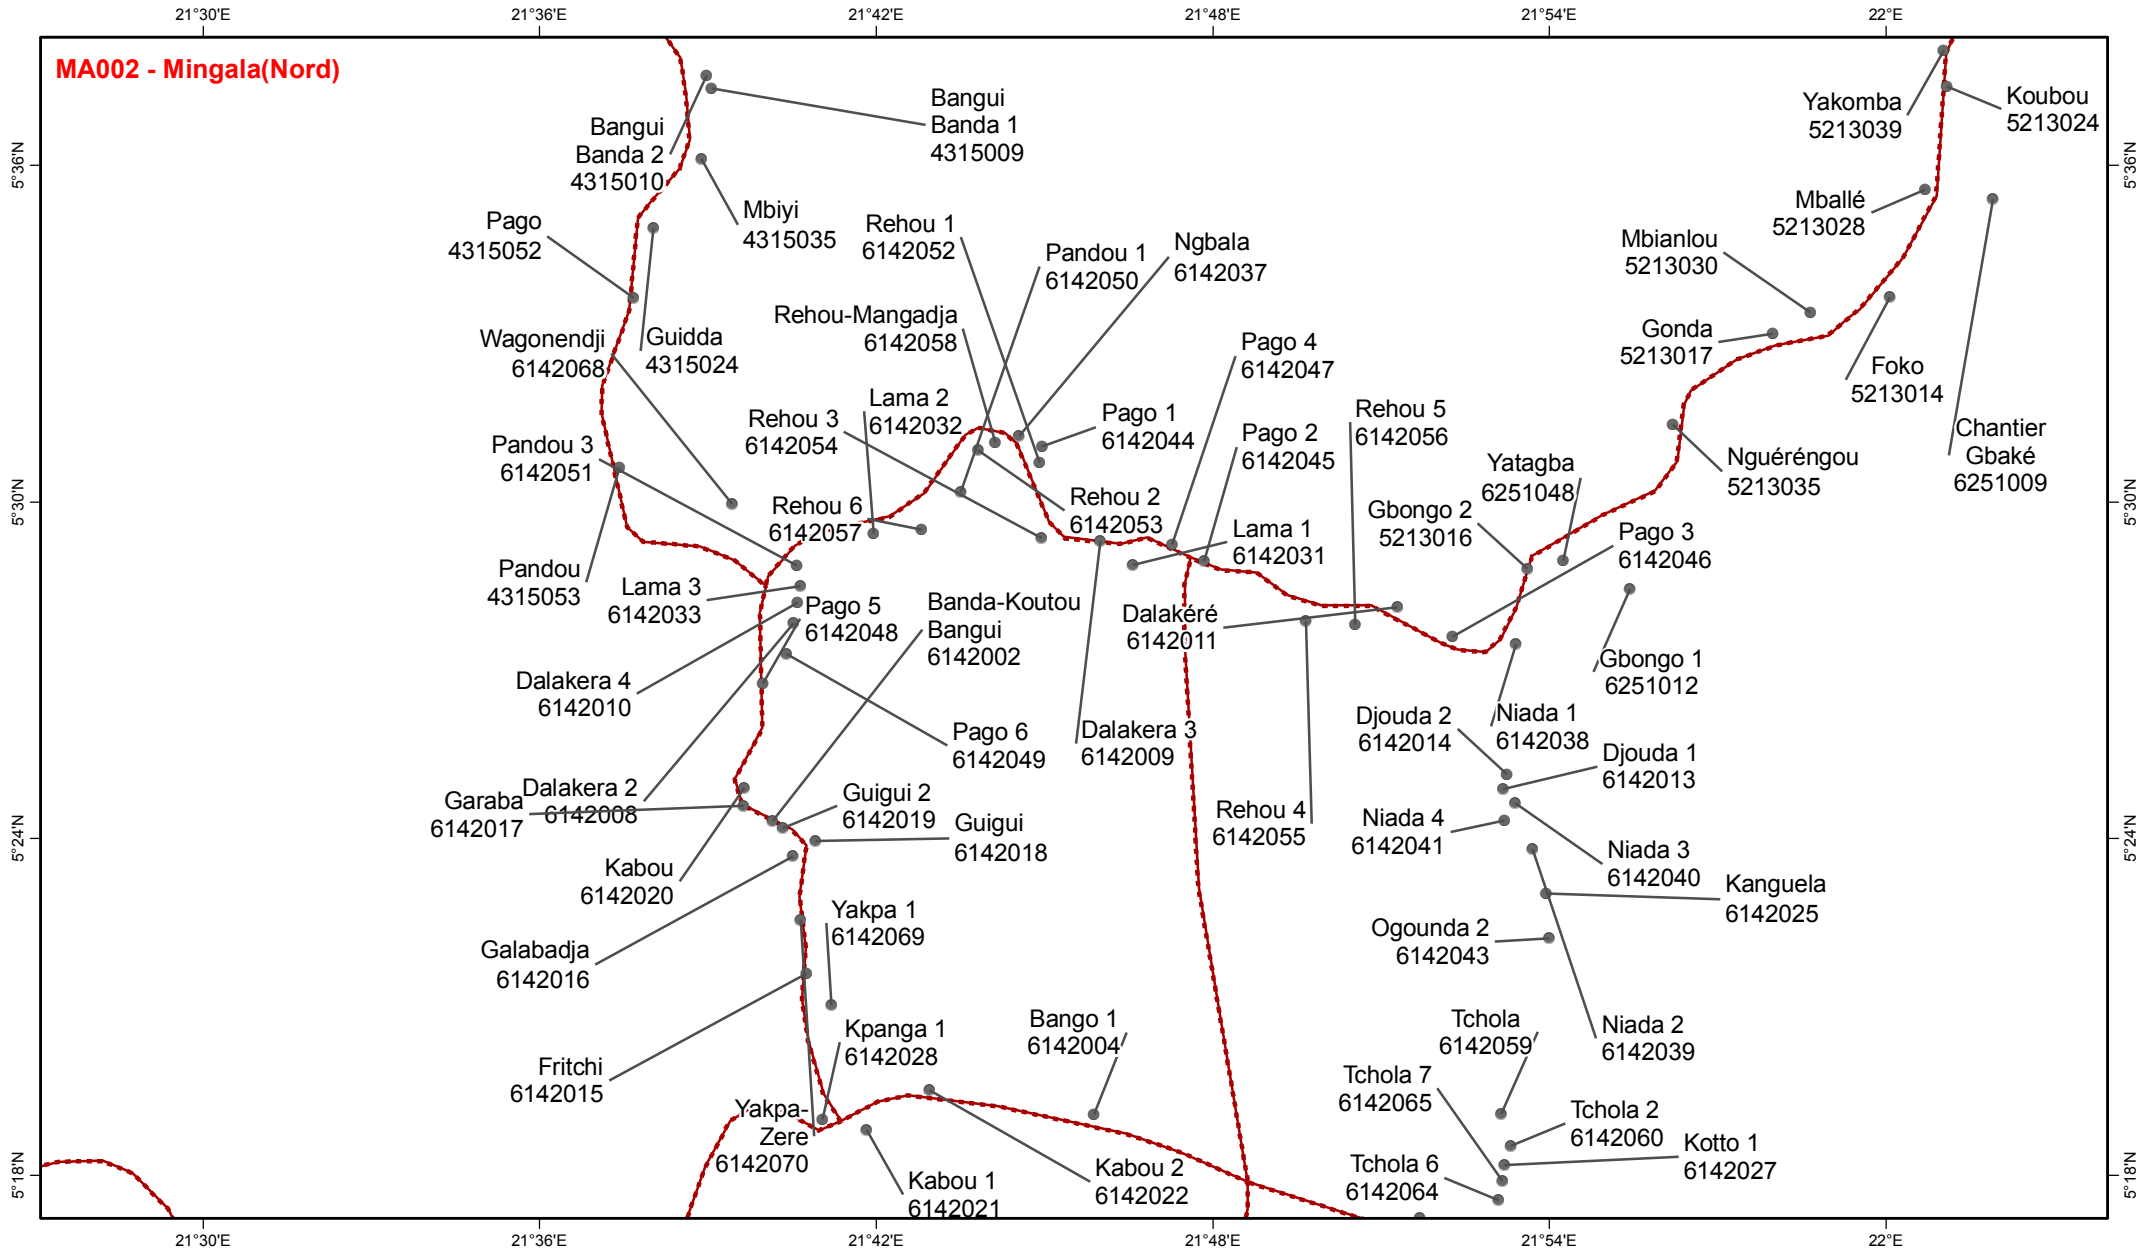 21°30'E
21°36'E
21°42'E
21°48'E
21°54'E
22°E
MA002 - Mingala(Nord)
Bangui
Banda 1
4315009
Bangui
Banda 2
4315010
Yakomba
5213039
Koubou
5213024
5°36'N
5°36'N
Mbiyi
4315035
Pago
4315052
Rehou 1
6142052
Pandou 1
6142050
Ngbala
6142037
Mballé
5213028
Mbianlou
5213030
Rehou-Mangadja
6142058
Wagonendji
6142068
Guidda
4315024
Pago 4
6142047
Gonda
5213017
Foko
5213014
Lama 2
6142032
Rehou 3
6142054
Pago 1
6142044
Pago 2
6142045
Rehou 5
6142056
Chantier
Gbaké
6251009
Pandou 3
6142051
Yatagba
6251048
Nguéréngou
5213035
5°30'N
5°30'N
Rehou 6
6142057
Rehou 2
6142053
Gbongo 2
5213016
Lama 1
6142031
Pago 3
6142046
Pandou
4315053
Lama 3
6142033
Pago 5
6142048
Banda-Koutou
Bangui
6142002
Dalakéré
6142011
Gbongo 1
6251012
Dalakera 4
6142010
Pago 6
6142049
Dalakera 3
6142009
Djouda 2
6142014
Niada 1
6142038
Djouda 1
6142013
Garaba
6142017
Dalakera 2
6142008
Guigui 2
6142019
Guigui
6142018
Rehou 4
6142055
Niada 4
6142041
5°24'N
5°24'N
Kabou
6142020
Niada 3
6142040
Kanguela
6142025
Galabadja
6142016
Yakpa 1
6142069
Ogounda 2
6142043
Fritchi
6142015
Kpanga 1
6142028
Bango 1
6142004
Tchola
6142059
Niada 2
6142039
Tchola 7
6142065
Yakpa-
Zere
6142070
Tchola 2
6142060
Kotto 1
6142027
Kabou 1
6142021
Kabou 2
6142022
Tchola 6
6142064
5°18'N
5°18'N
21°30'E
21°36'E
21°42'E
21°48'E
21°54'E
22°E